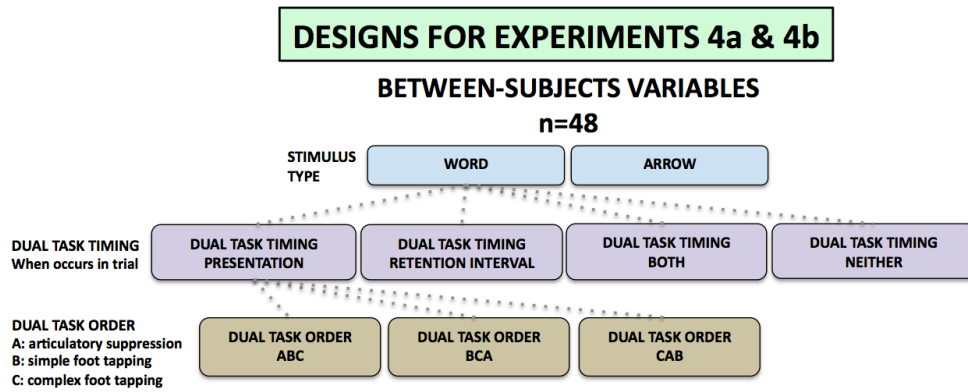 DESIGNS FOR EXPERIMENTS 4a & 4b
BETWEEN-SUBJECTS VARIABLES
n=48
STIMULUS
TYPE
WORD
ARROW
DUAL TASK TIMING
When occurs in trial
DUAL TASK TIMING
PRESENTATION
DUAL TASK TIMING
RETENTION INTERVAL
DUAL TASK TIMING
BOTH
DUAL TASK TIMING
NEITHER
DUAL TASK ORDER
A: articulatory suppression
B: simple foot tapping
C: complex foot tapping
DUAL TASK ORDER
ABC
DUAL TASK ORDER
BCA
DUAL TASK ORDER
CAB